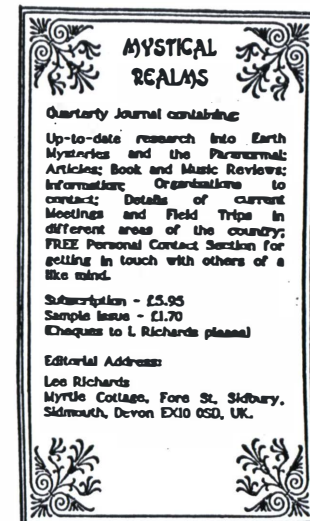 MYSTICAL
REALMS
Quarterly Journal containing:
Up-to-date research into Earth
Mysteries and the Paranormal;
Articles; Book and Music Reviews;
Information; Organisations to
contact; Details of current
Meetings and Field Trips in
different areas of the country;
FREE Personal Contact Section for
getting in touch with others of a
like mind.
Subscription - £5.95
Sample Issue - £1.70
(Cheques to L Richards please)
Editorial Address:
Lee Richards
Myrtle Cottage, Fore St, Sidbury,
Sidmouth, Devon EX10 0SD, UK.